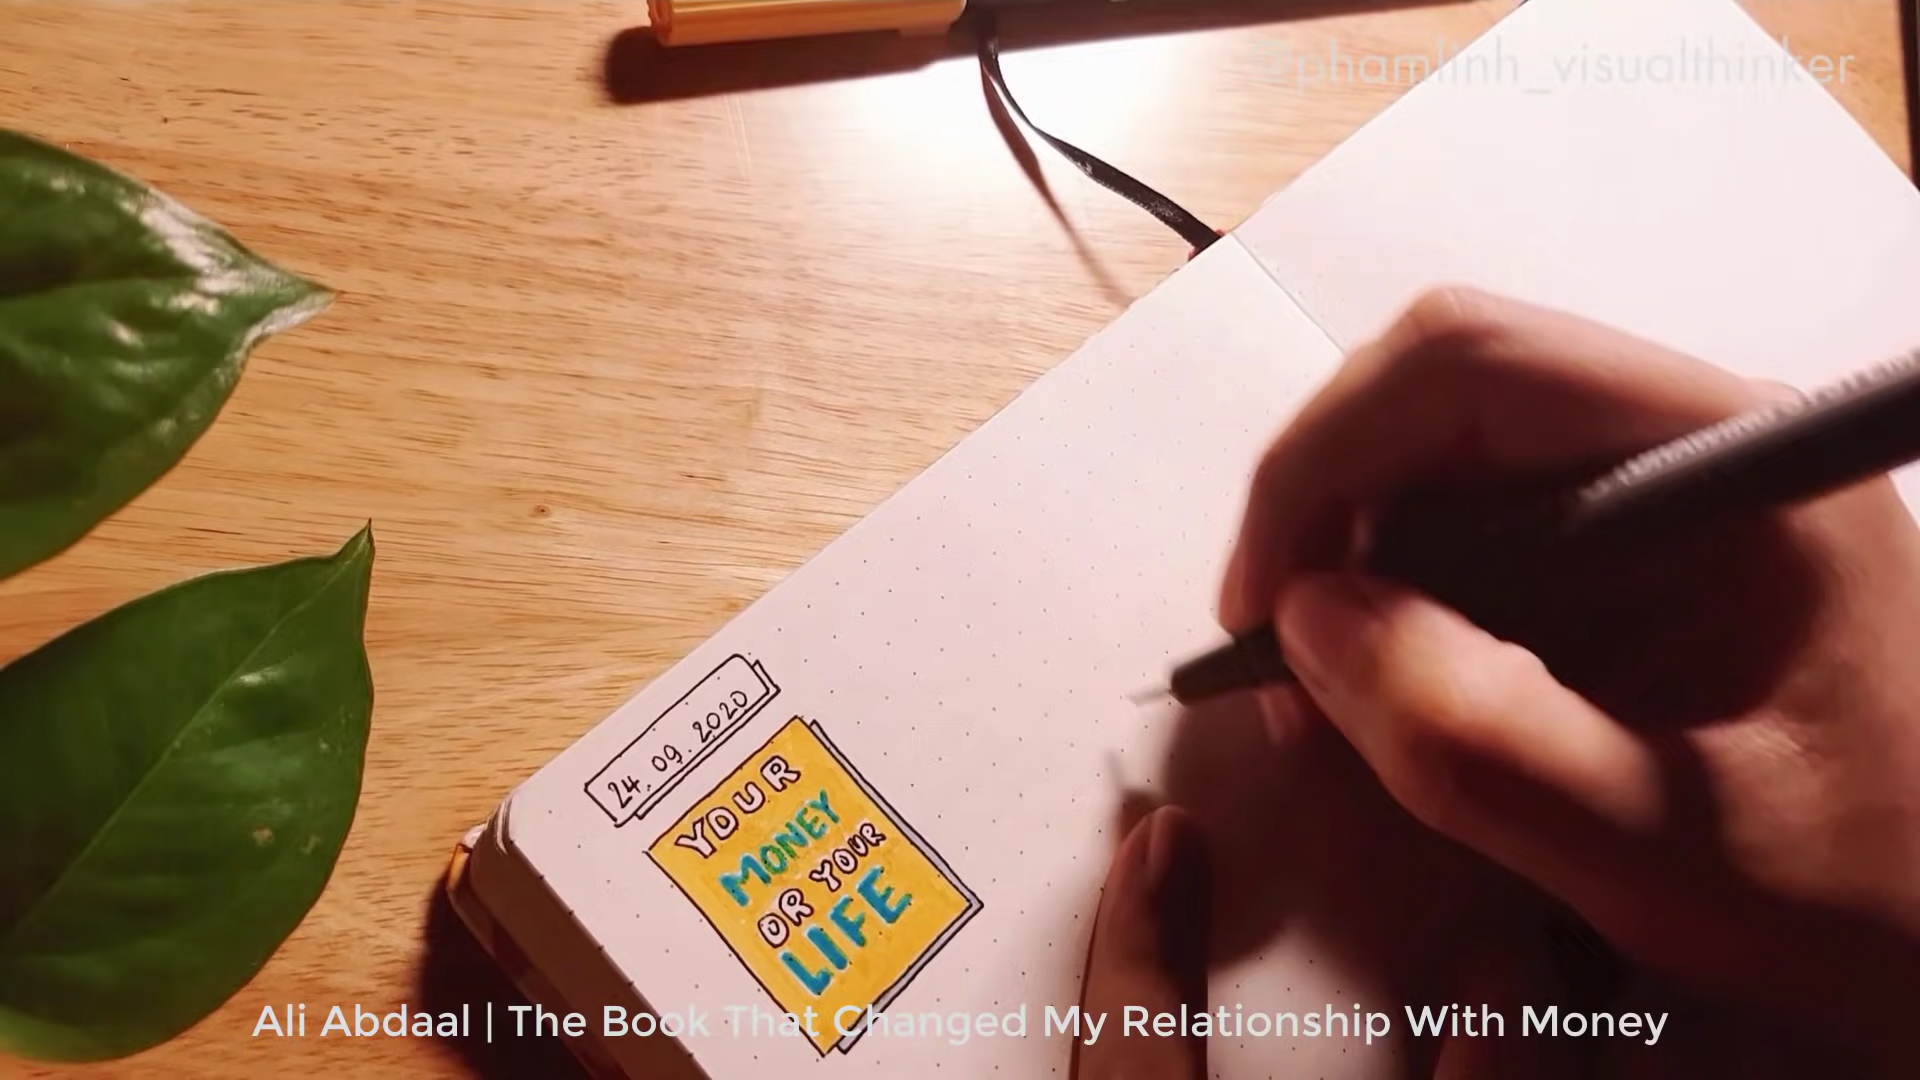 @phamlinh_visualthinker
24.09.2020
YOUR
MONEY
OR YOUR
LIFE
Ali Abdaal | The Book That Changed My Relationship With Money